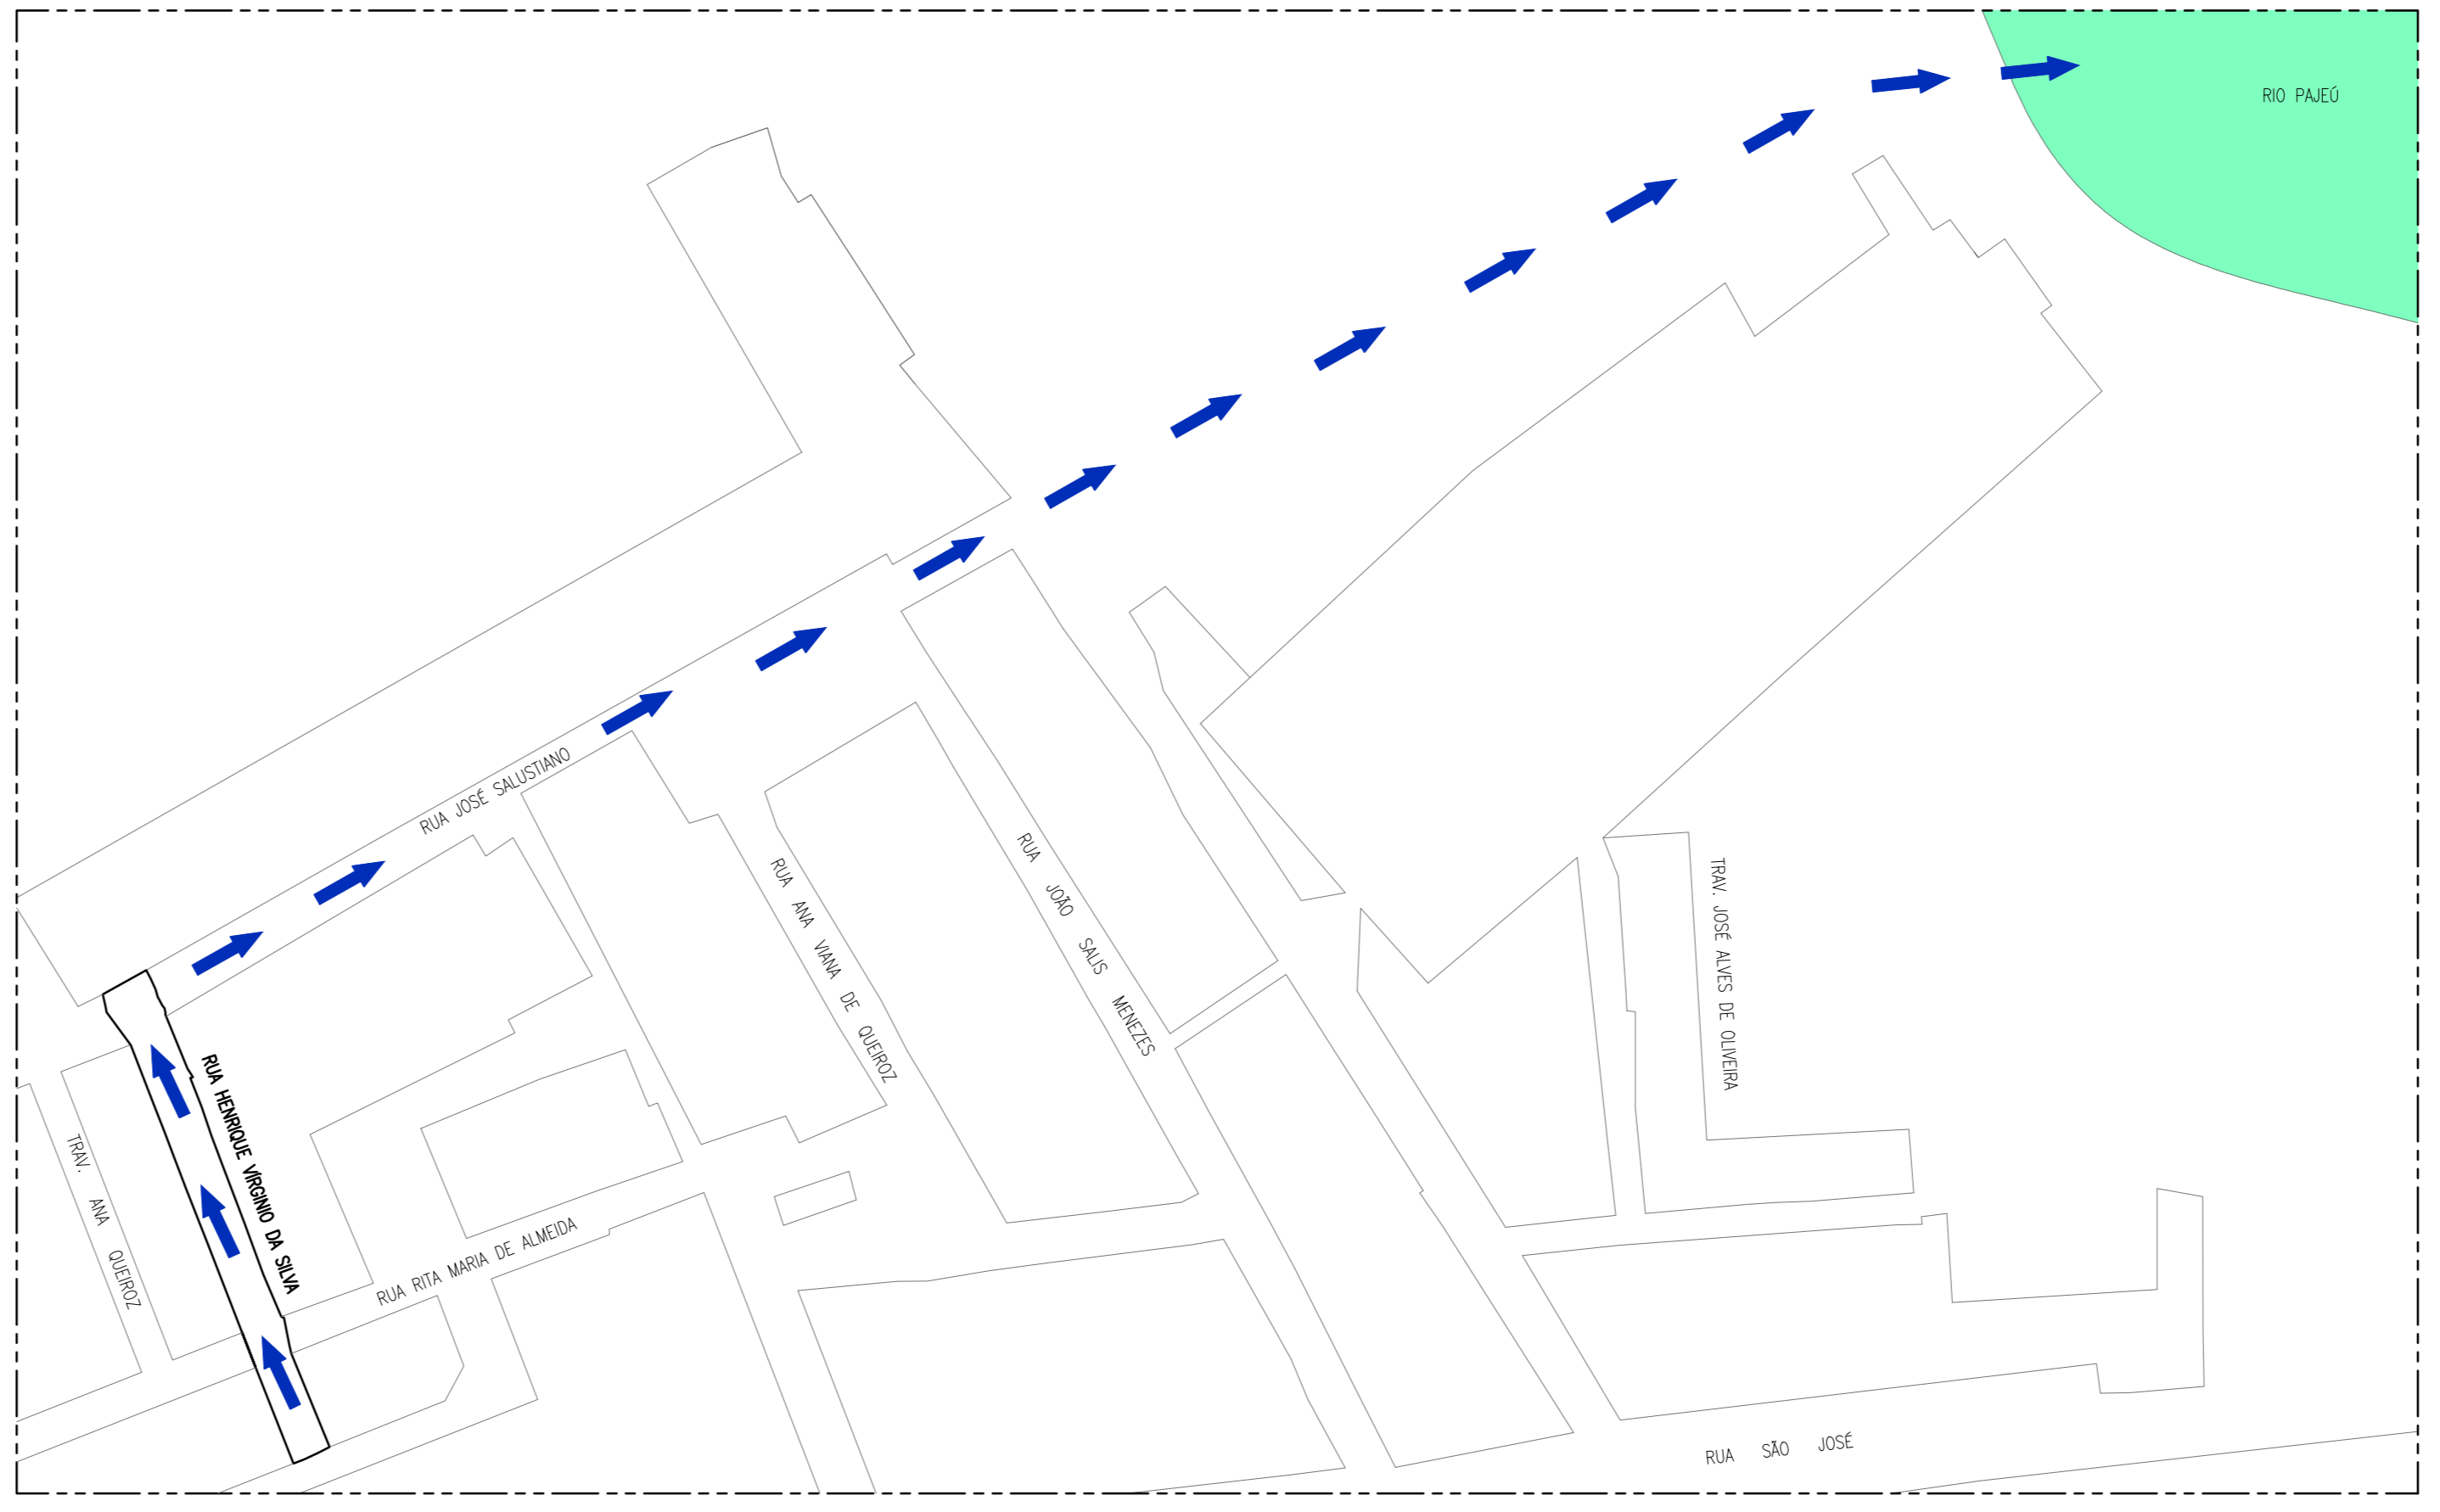 RIO PAJEÚ
RUA JOSÉ SALUSTIANO
RUA ANA VIANA DE QUEIROZ
RUA JOÃO SALIS MENEZES
TRAV. JOSÉ ALVES DE OLIVEIRA
RUA HENRIQUE VÍRGINIO DA SILVA
TRAV. ANA QUEIROZ
RUA RITA MARIA DE ALMEIDA
RUA SÃO JOSÉ